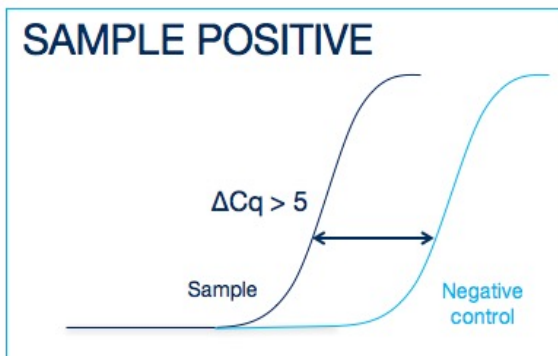 SAMPLE POSITIVE
ΔCq > 5
Sample
Negative
control